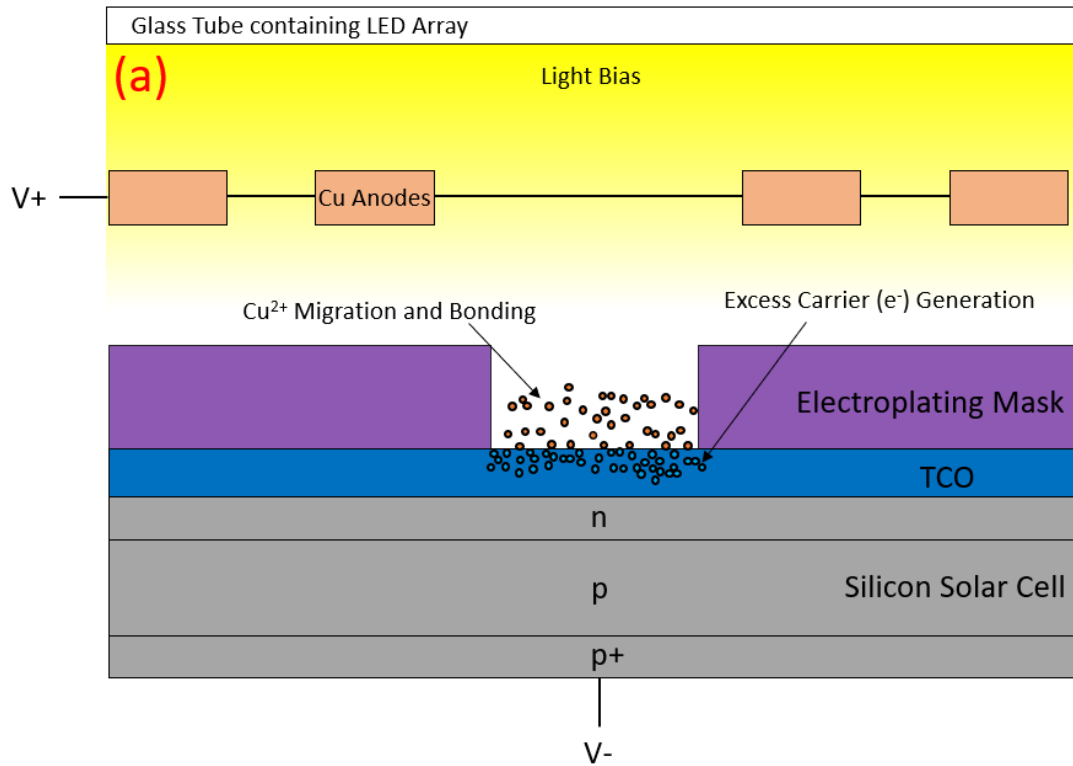 Glass Tube containing LED Array
(a)
Light Bias
V+
Cu Anodes
Excess Carrier (e⁻) Generation
Cu²⁺ Migration and Bonding
Electroplating Mask
TCO
n
p
Silicon Solar Cell
p+
V-